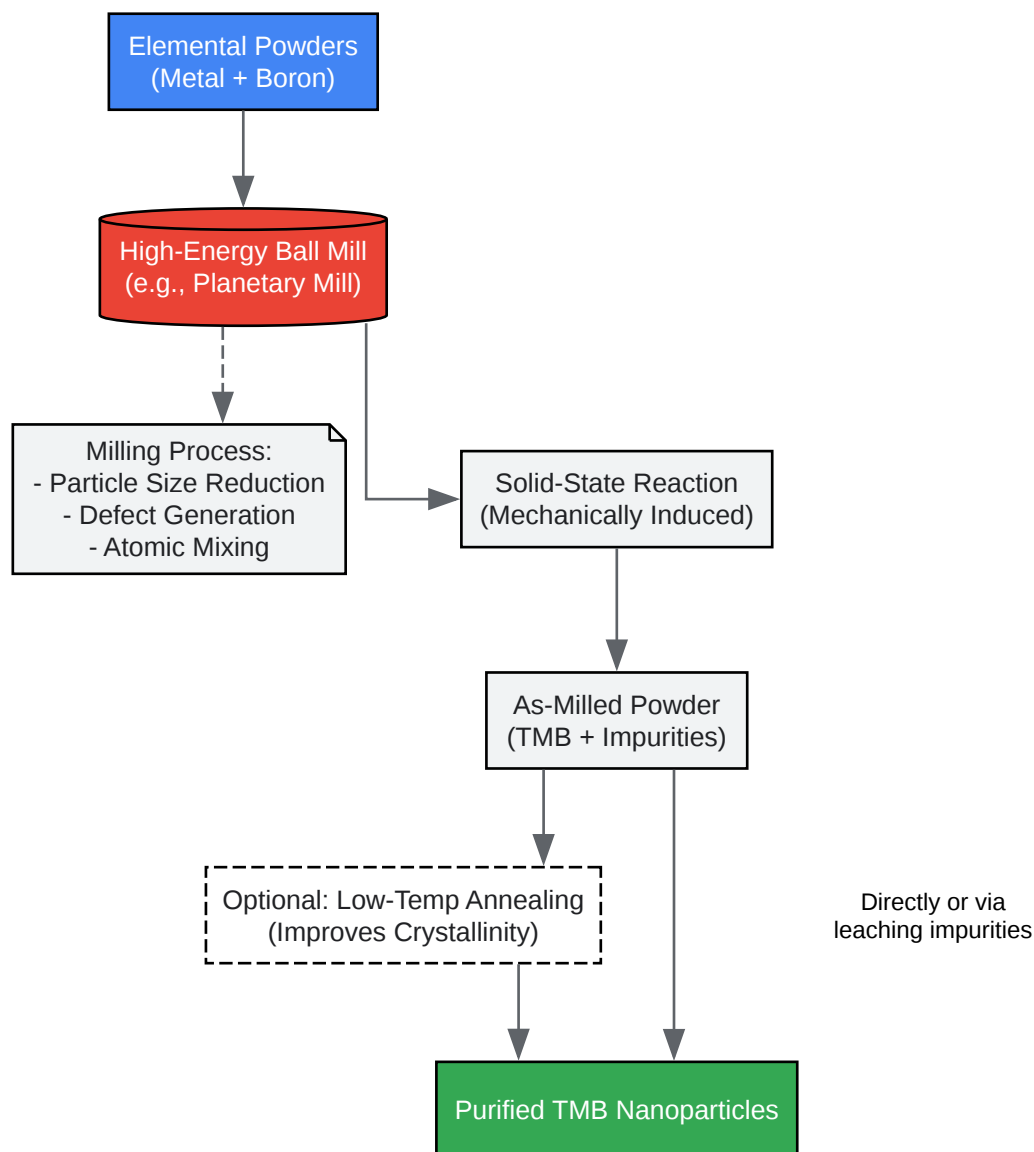 Elemental Powders
(Metal + Boron)
High-Energy Ball Mill
(e.g., Planetary Mill)
Milling Process:
- Particle Size Reduction
- Defect Generation
- Atomic Mixing
Solid-State Reaction
(Mechanically Induced)
As-Milled Powder
(TMB + Impurities)
Optional: Low-Temp Annealing
(Improves Crystallinity)
Directly or via
leaching impurities
Purified TMB Nanoparticles